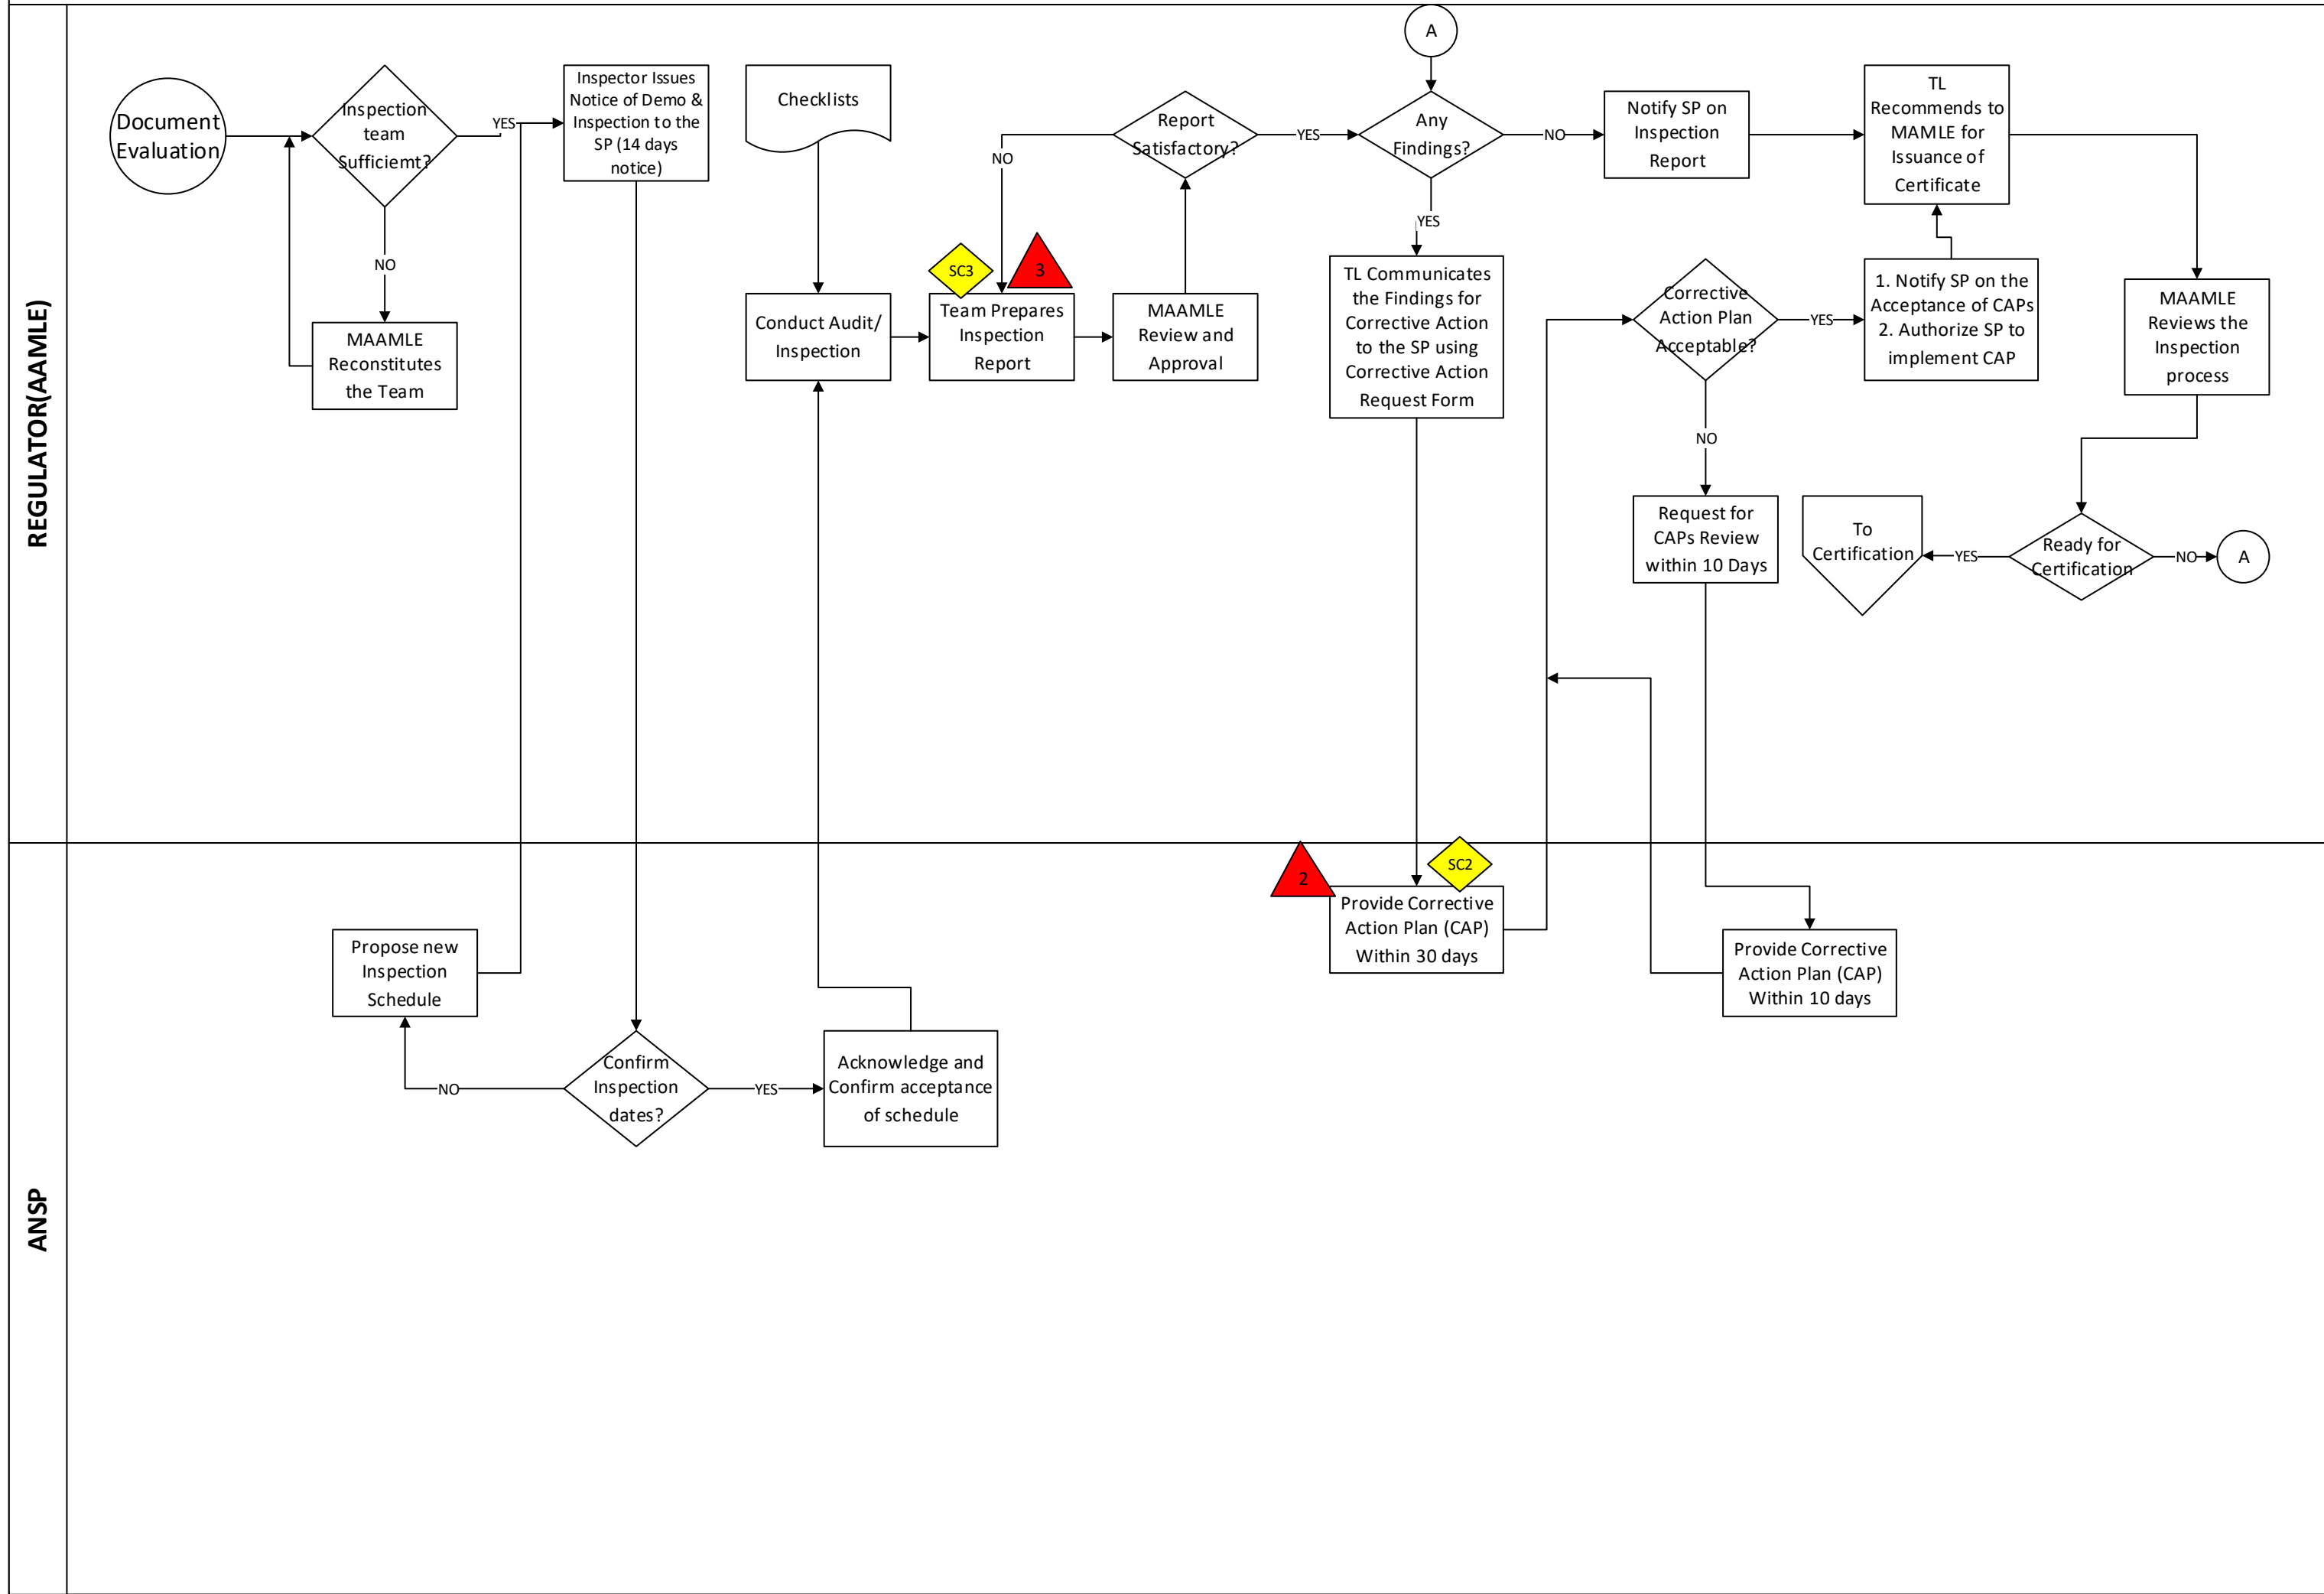 REGULATOR(AAMLE)
Document
Evaluation
Inspection
team
Sufficiemt?
YES
NO
MAAMLE
Reconstitutes
the Team
Inspector Issues
Notice of Demo &
Inspection to the
SP (14 days
notice)
Checklists
Conduct Audit/
Inspection
SC3
3
Team Prepares
Inspection
Report
NO
MAAMLE
Review and
Approval
Report
Satisfactory?
YES
A
Any
Findings?
NO
YES
TL Communicates
the Findings for
Corrective Action
to the SP using
Corrective Action
Request Form
Notify SP on
Inspection
Report
TL
Recommends to
MAMLE for
Issuance of
Certificate
Corrective
Action Plan
Acceptable?
YES
NO
1. Notify SP on the
Acceptance of CAPs
2. Authorize SP to
implement CAP
MAAMLE
Reviews the
Inspection
process
Request for
CAPs Review
within 10 Days
To
Certification
YES
Ready for
Certification
NO
A
ANSP
Propose new
Inspection
Schedule
NO
Confirm
Inspection
dates?
YES
Acknowledge and
Confirm acceptance
of schedule
2
SC2
Provide Corrective
Action Plan (CAP)
Within 30 days
Provide Corrective
Action Plan (CAP)
Within 10 days